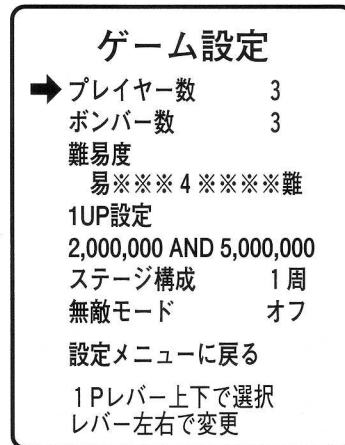 ゲーム設定
➡プレイヤー数 3
ボンバー数 3
難易度
易※※※4※※※※難
1UP設定
2,000,000 AND 5,000,000
ステージ構成 1周
無敵モード オフ
設定メニューに戻る
1Pレバー上下で選択
レバー左右で変更